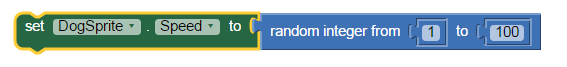 set DogSprite . Speed to random integer from 1 to 100